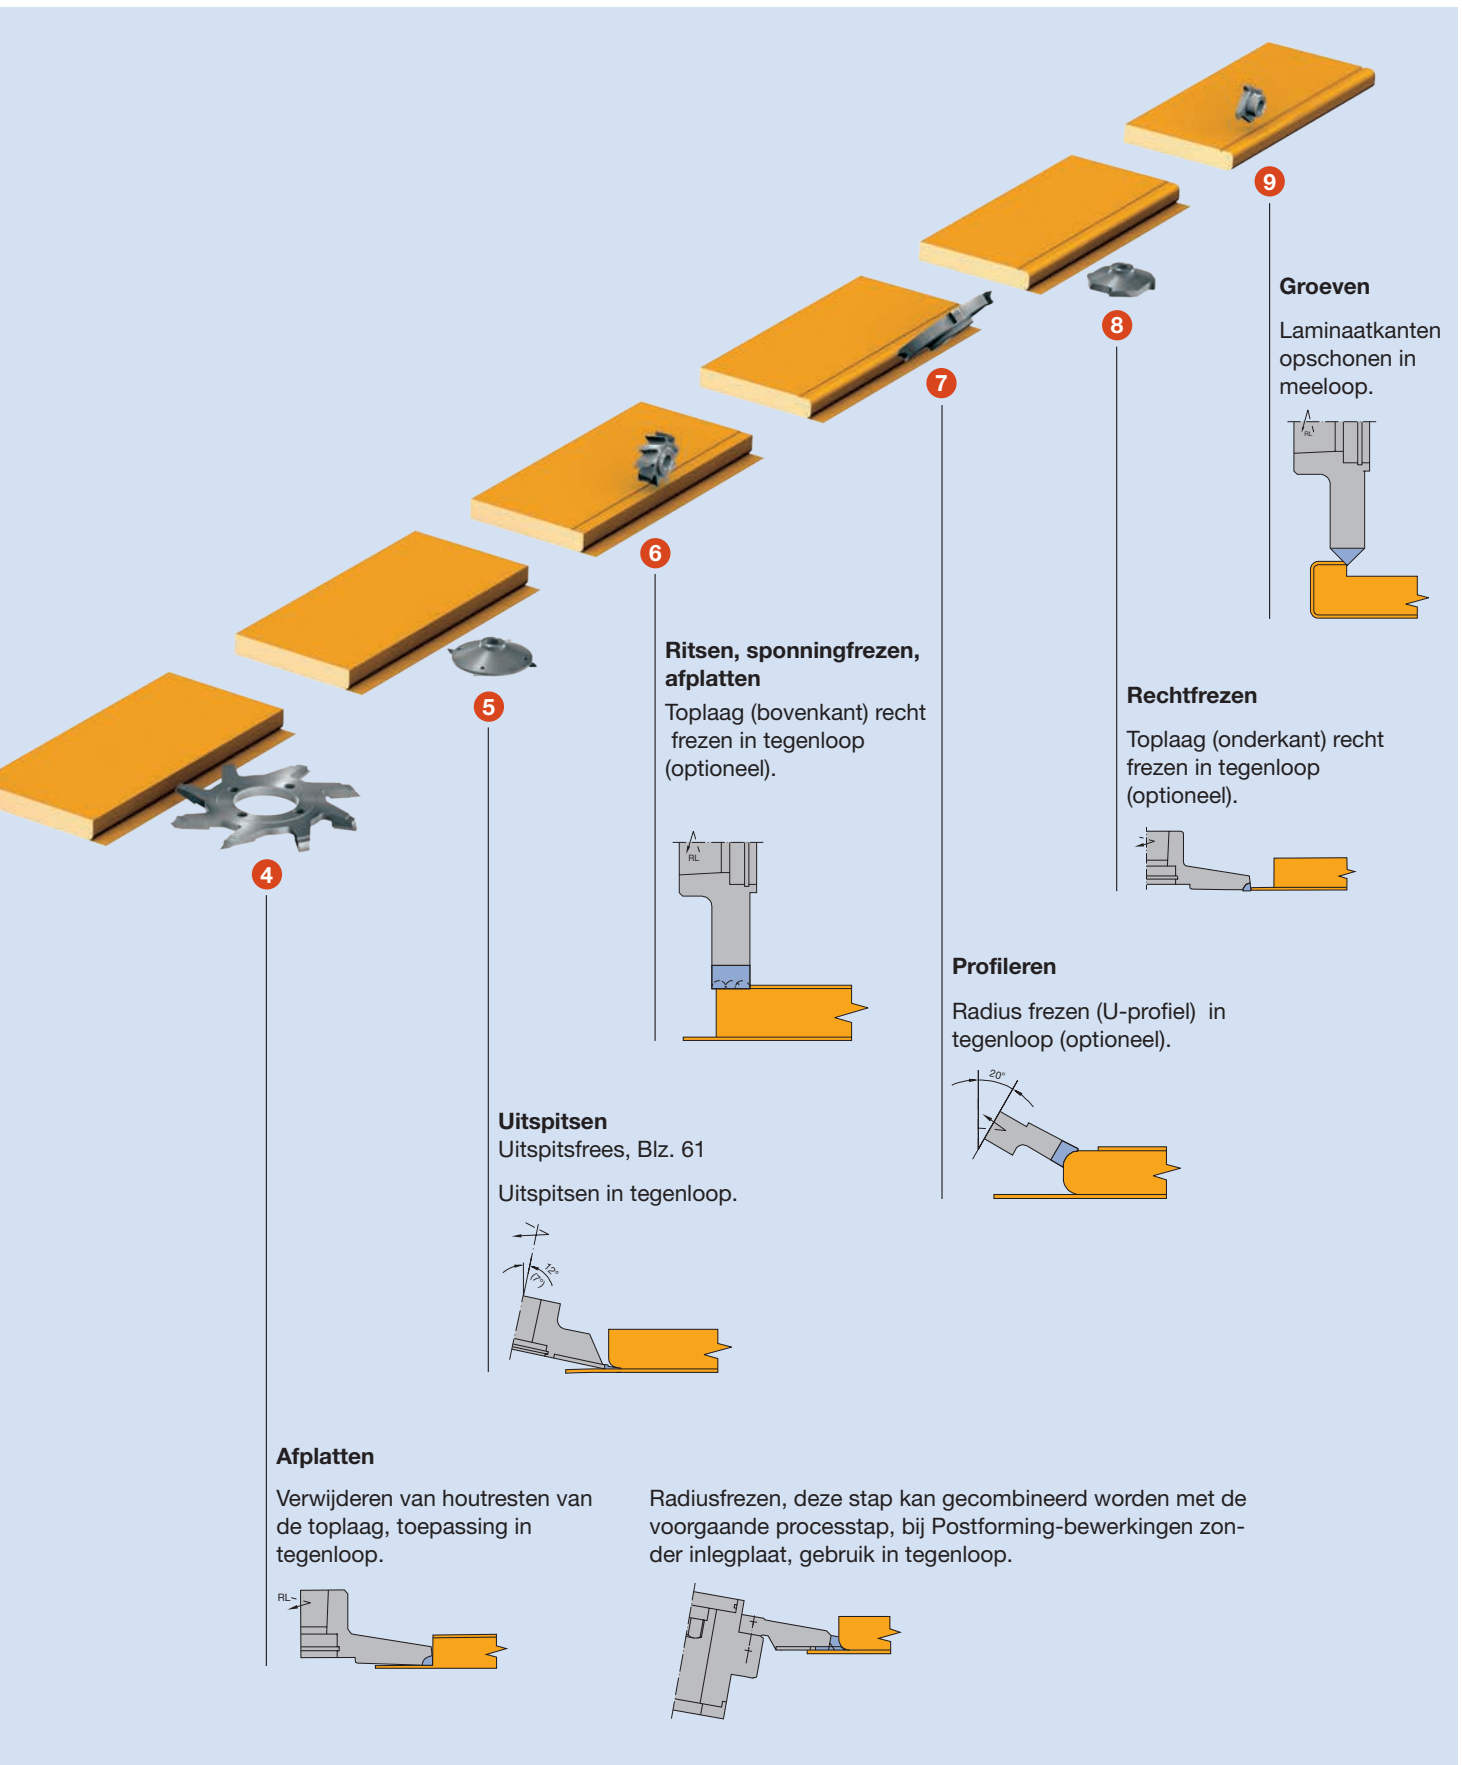 9
Groeven
Laminaatkanten
opschonen in
meeloop.
RL
8
Rechtfrezen
Toplaag (onderkant) recht
frezen in tegenloop
(optioneel).
7
Profileren
Radius frezen (U-profiel)  in
tegenloop (optioneel).
20°
6
Ritsen, sponningfrezen,
afplatten
Toplaag (bovenkant) recht
frezen in tegenloop
(optioneel).
RL
5
Uitspitsen
Uitspitsfrees, Blz. 61
Uitspitsen in tegenloop.
12°
(7°)
4
Afplatten
Verwijderen van houtresten van
de toplaag, toepassing in
tegenloop.
RL
Radiusfrezen, deze stap kan gecombineerd worden met de
voorgaande processtap, bij Postforming-bewerkingen zon-
der inlegplaat, gebruik in tegenloop.